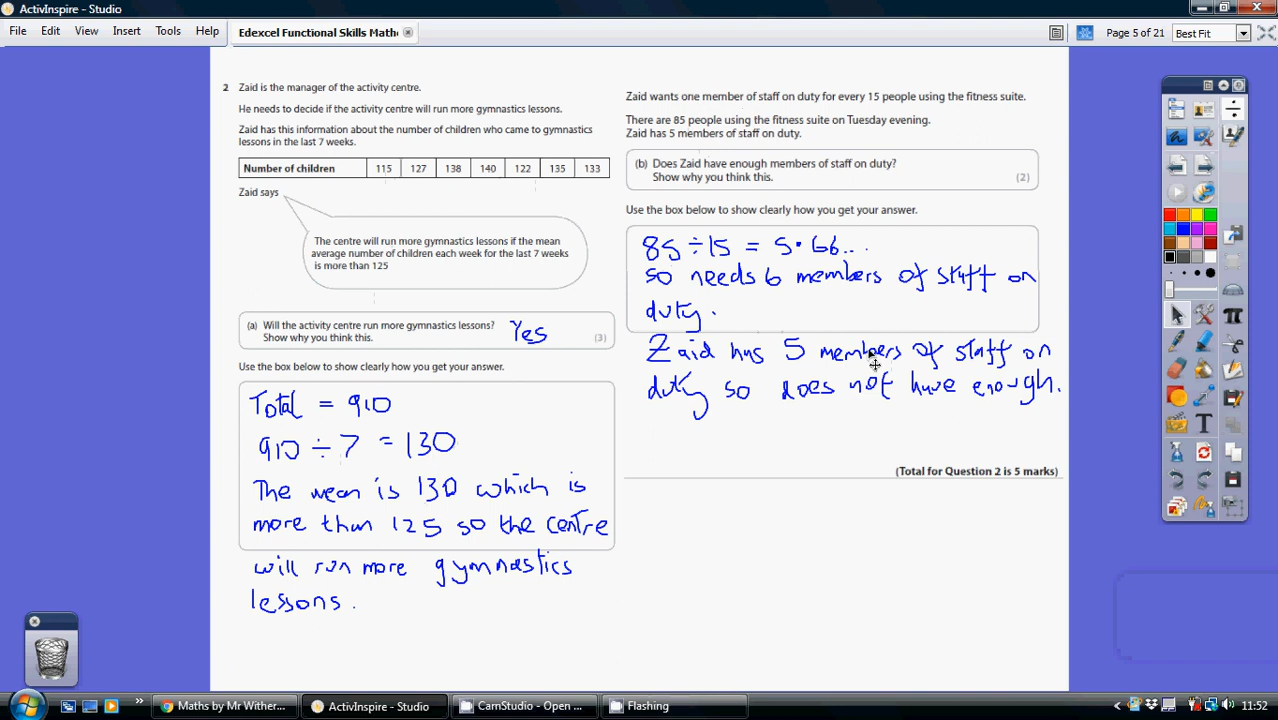 ActivInspire - Studio
File Edit View Insert Tools Help
Edexcel Functional Skills Mathe
Page 5 of 21
Best Fit
2 Zaid is the manager of the activity centre.
He needs to decide if the activity centre will run more gymnastics lessons.
Zaid has this information about the number of children who came to gymnastics
lessons in the last 7 weeks.
Number of children 115 127 138 140 122 135 133
Zaid says
The centre will run more gymnastics lessons if the mean
average number of children each week for the last 7 weeks
is more than 125
(a) Will the activity centre run more gymnastics lessons? Yes
Show why you think this. (3)
Use the box below to show clearly how you get your answer.
Total = 910
910 ÷ 7 = 130
The mean is 130 which is
more than 125 so the centre
will run more gymnastics
lessons.
Zaid wants one member of staff on duty for every 15 people using the fitness suite.
There are 85 people using the fitness suite on Tuesday evening.
Zaid has 5 members of staff on duty.
(b) Does Zaid have enough members of staff on duty?
Show why you think this. (2)
Use the box below to show clearly how you get your answer.
85 ÷ 15 = 5·66...
so needs 6 members of staff on
duty.
Zaid has 5 members of staff on
duty so does not have enough.
(Total for Question 2 is 5 marks)
Maths by Mr Wither...
ActivInspire - Studio
CamStudio - Open ...
Flashing
11:52